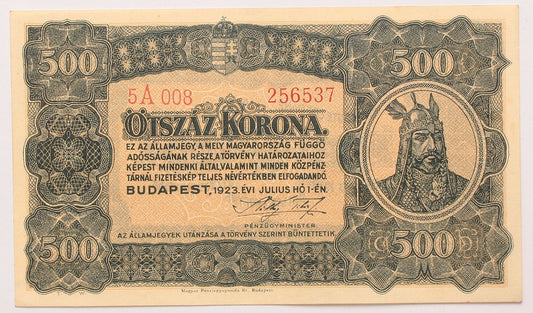 500 500
5A 008 256537
ÖTSZÁZ KORONA.
EZ AZ ÁLLAMJEGY, A MELY MAGYARORSZÁG FÜGGŐ
ADÓSSÁGÁNAK RÉSZE, A TÖRVÉNY HATÁROZATAIHOZ
KÉPEST MINDENKI ÁLTAL, VALAMINT MINDEN KÖZPÉNZ-
TÁRNÁL FIZETÉSKÉP TELJES NÉVÉRTÉKBEN ELFOGADANDÓ.
BUDAPEST, 1923. ÉVI JULIUS HÓ 1-ÉN.
PÉNZÜGYMINISTER.
AZ ÁLLAMJEGYEK UTÁNZÁSA A TÖRVÉNY SZERINT BÜNTETTETIK.
500 500
Magyar Pénzjegynyomda Rt. Budapest.